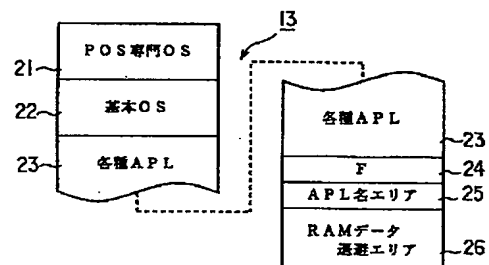 13
POS専門OS
21
基本OS
22
各種APL
23
各種APL
23
F
24
APL名エリア
25
RAMデータ
退避エリア
26